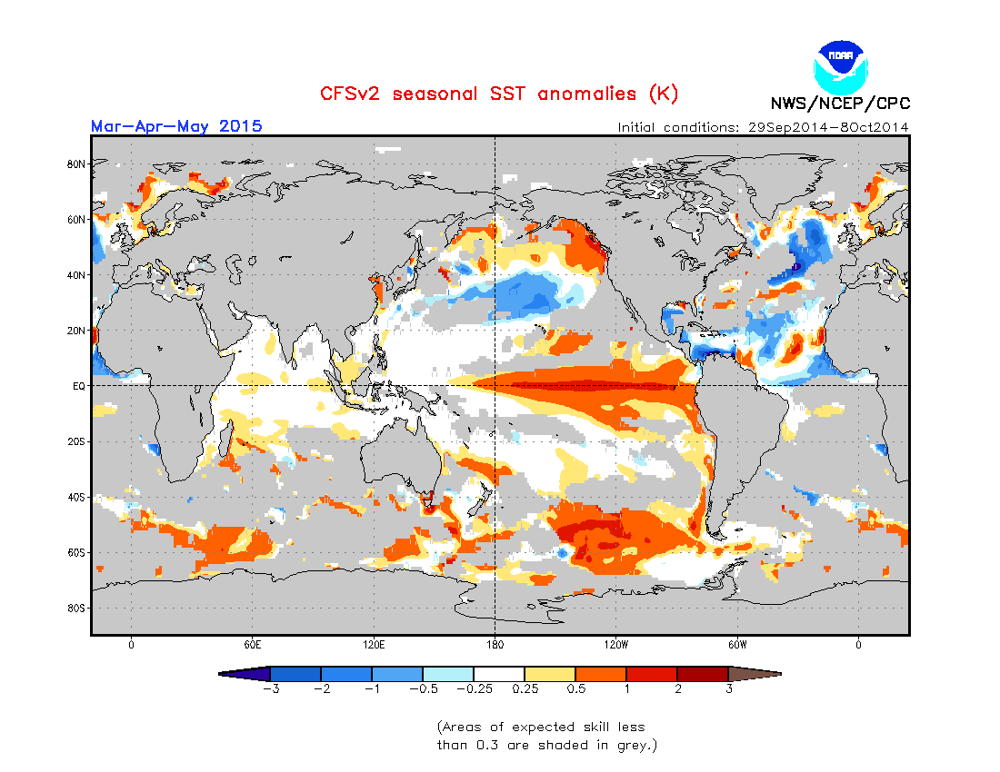 NOAA
CFSv2 seasonal SST anomalies (K)
NWS/NCEP/CPC
Mar-Apr-May 2015
Initial conditions: 29Sep2014-8Oct2014
80N
60N
40N
20N
EQ
20S
40S
60S
80S
0 60E 120E 180 120W 60W 0
-3 -2 -1 -0.5 -0.25 0.25 0.5 1 2 3
(Areas of expected skill less
than 0.3 are shaded in grey.)